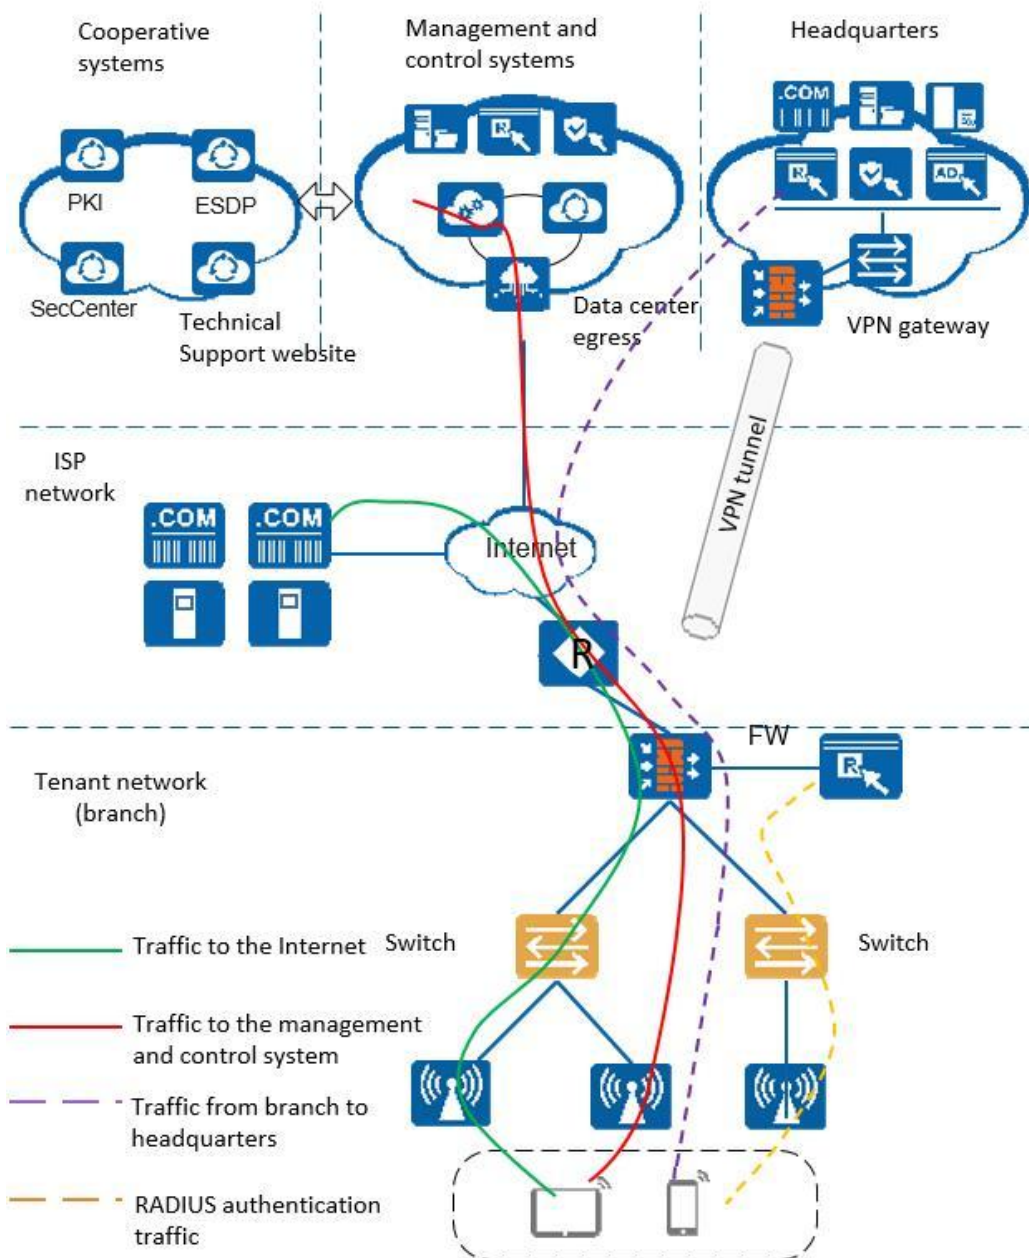 Cooperative
systems
Management and
control systems
Headquarters
.COM
R
R
AD
PKI
ESDP
SecCenter
Technical
Support website
Data center
egress
VPN gateway
VPN tunnel
ISP
network
.COM
.COM
Internet
R
FW
R
Tenant network
(branch)
Traffic to the Internet
Switch
Switch
Traffic to the management
and control system
Traffic from branch to
headquarters
RADIUS authentication
traffic